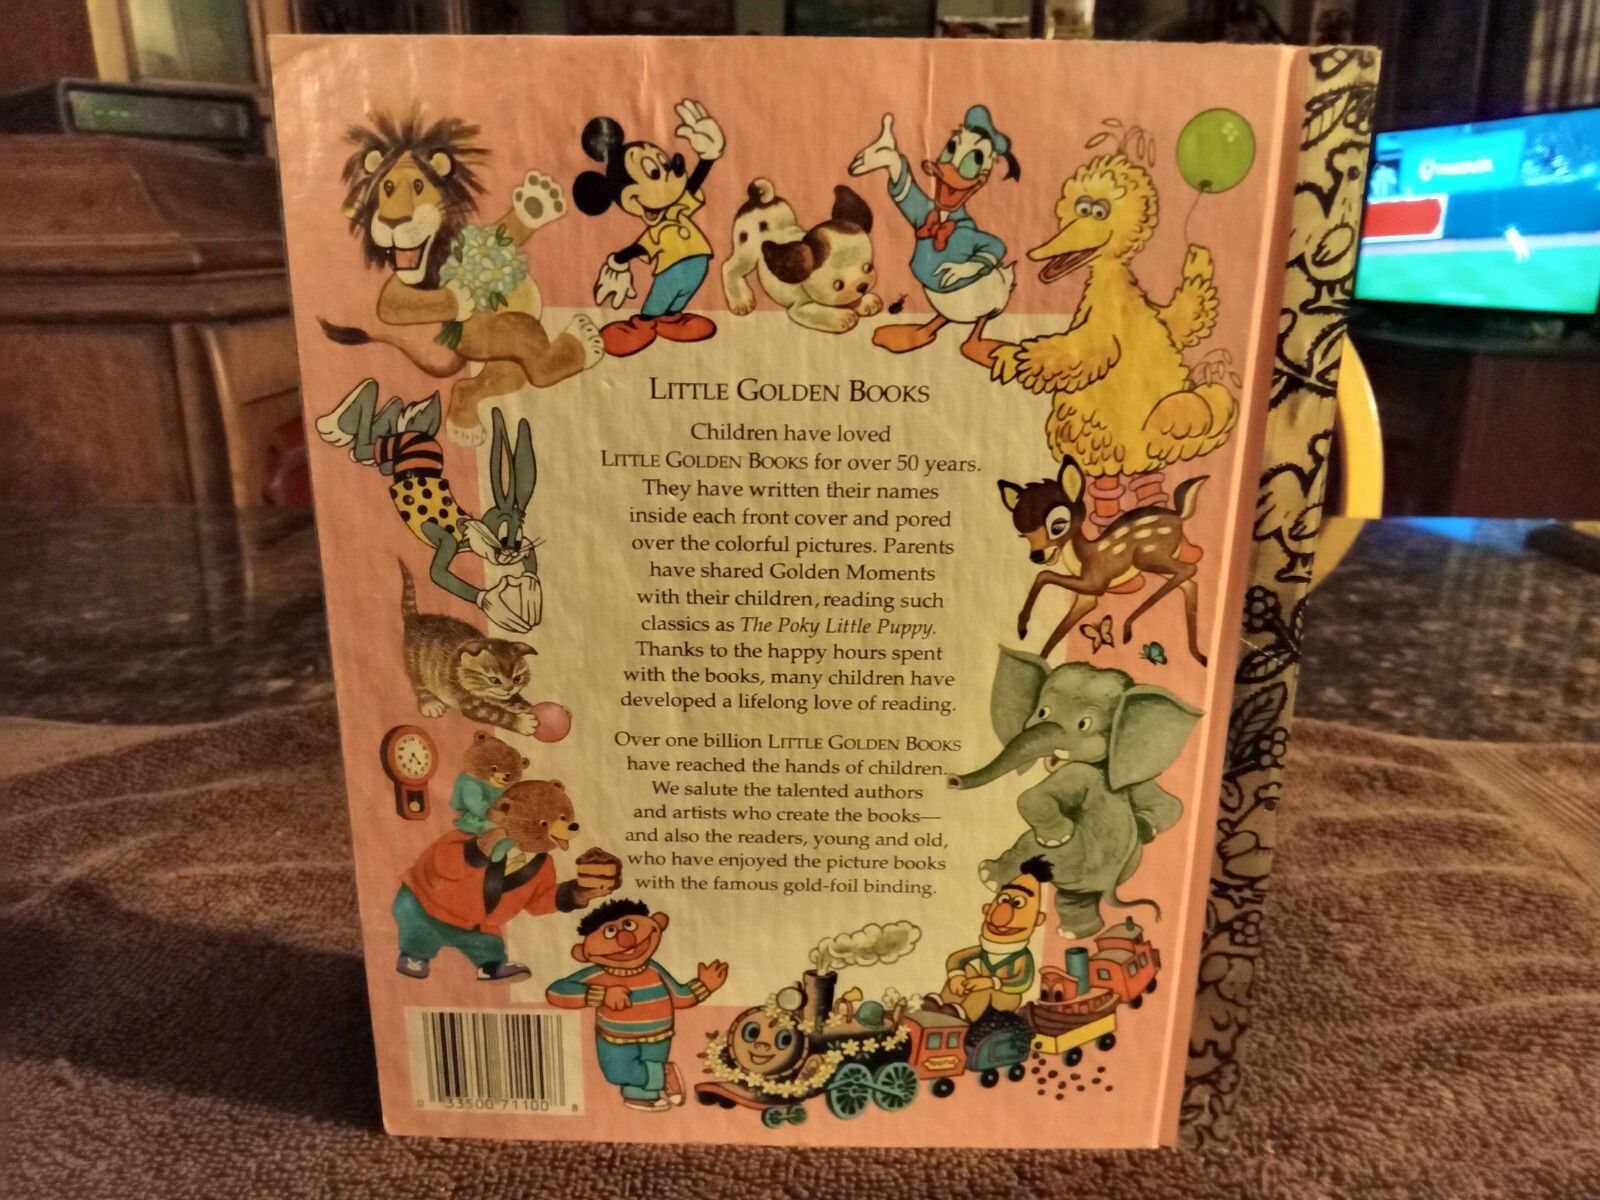 LITTLE GOLDEN BOOKS
Children have loved
LITTLE GOLDEN BOOKS for over 50 years.
They have written their names
inside each front cover and pored
over the colorful pictures. Parents
have shared Golden Moments
with their children, reading such
classics as The Poky Little Puppy.
Thanks to the happy hours spent
with the books, many children have
developed a lifelong love of reading.
Over one billion LITTLE GOLDEN BOOKS
have reached the hands of children.
We salute the talented authors
and artists who create the books—
and also the readers, young and old,
who have enjoyed the picture books
with the famous gold-foil binding.
0 33500 71100 8